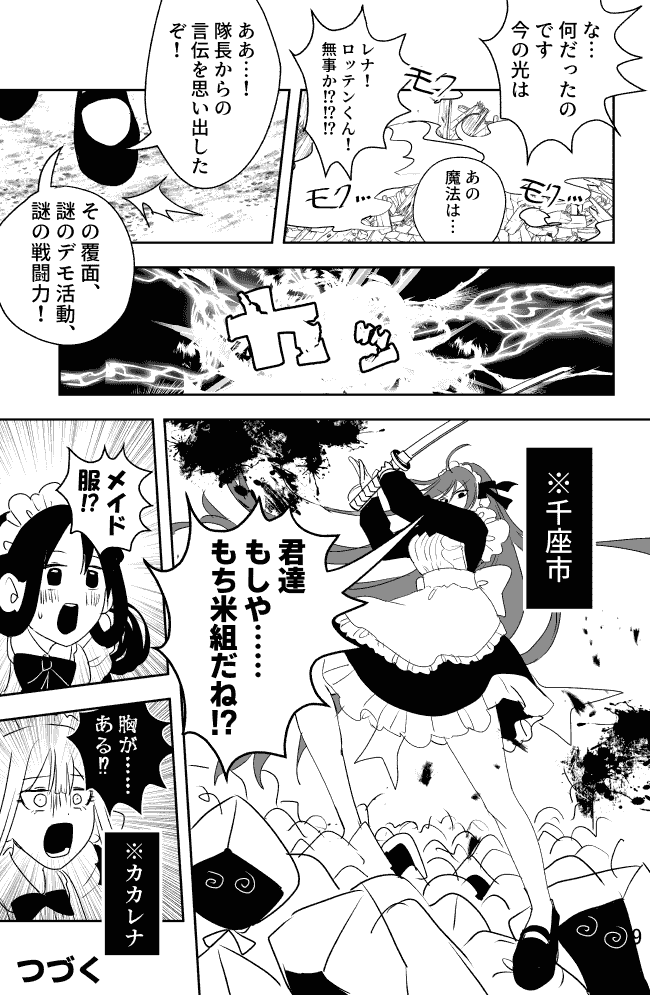 な…
何だったの
です
今の光は
レナ！
ロッテンくん！
無事か!?!?!?
モク
モク…
モク…
あの
魔法は…
ああ…！
隊長からの
言伝を思い出した
ぞ！
その覆面、
謎のデモ活動、
謎の戦闘力！
カッ
※千座市
君達
もしや……
もち米組だね!?
メイド
服!?
胸が……
ある!?
※カカレナ
つづく
9